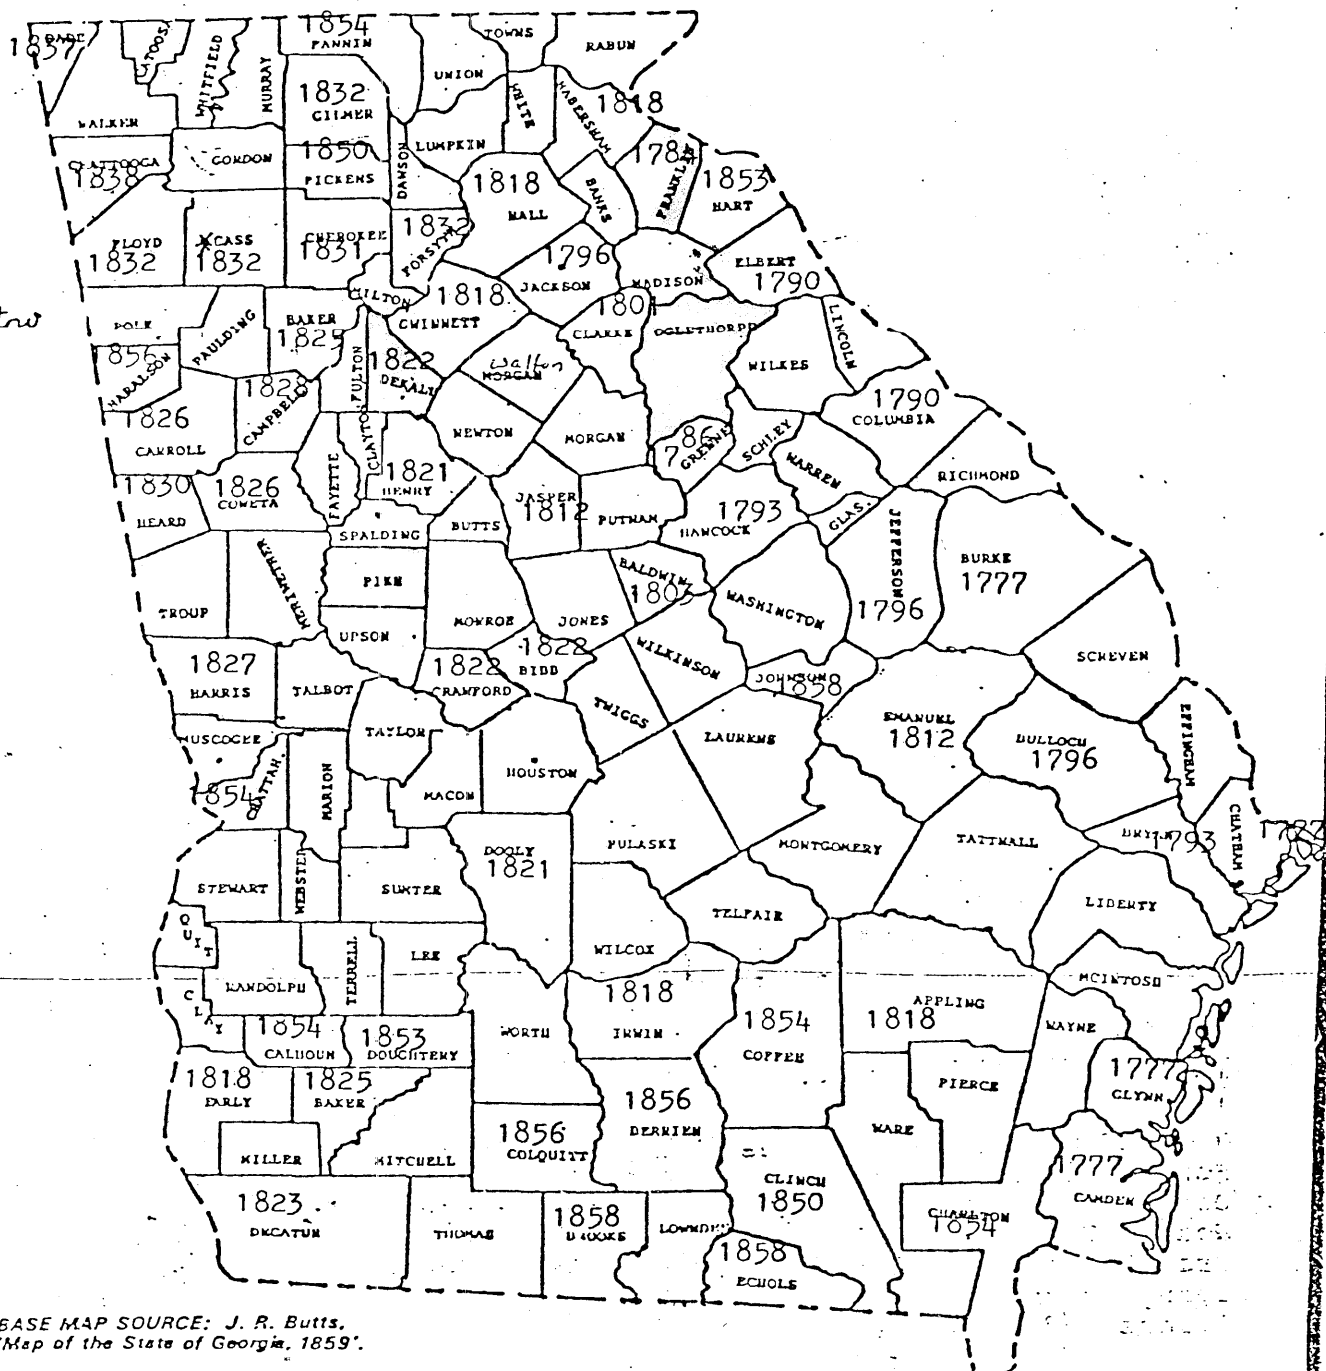 1854
FANNIN
TOWNS
RABUN
1837
DADE
CATOOSA
WHITFIELD
MURRAY
UNION
WALKER
1832
GILMER
WHITE
HABERSHAM
1818
LUMPKIN
DAWSON
CHATTOOGA
1838
GORDON
1850
PICKENS
1818
HALL
BANKS
1784
FRANKLIN
1853
HART
FLOYD
1832
CASS
1832
CHEROKEE
1831
1832
FORSYTH
1796
JACKSON
MADISON
ELBERT
1790
MILTON
1818
GWINNETT
1801
CLARKE
OGLETHORPE
LINCOLN
POLK
PAULDING
BAKER
1825
1856
HARALSON
FULTON
1822
DEKALB
Walton
MORGAN
WILKES
1828
CAMPBELL
1826
CARROLL
1790
COLUMBIA
CLAYTON
NEWTON
MORGAN
786
GREENE
SCHLEY
WARREN
RICHMOND
1830
HEARD
1826
COWETA
FAYETTE
1821
HENRY
JASPER
1812
PUTNAM
1793
HANCOCK
GLAS.
JEFFERSON
1796
BURKE
1777
SPALDING
BUTTS
MERIWETHER
PIKE
BALDWIN
1803
WASHINGTON
TROUP
UPSON
MONROE
JONES
WILKINSON
SCREVEN
1827
HARRIS
TALBOT
1822
CRAWFORD
1822
BIBB
JOHNSON
1858
TWIGGS
EMANUEL
1812
BULLOCH
1796
EFFINGHAM
MUSCOGEE
TAYLOR
LAURENS
1854
CHATTAH.
MARION
MACON
HOUSTON
CHATHAM
1777
DOOLY
1821
PULASKI
MONTGOMERY
TATTNALL
BRYAN
1793
STEWART
WEBSTER
SUMTER
TELFAIR
LIBERTY
QUIT
WILCOX
RANDOLPH
TERRELL
LEE
MCINTOSH
CLAY
1818
IRWIN
1854
COFFEE
APPLING
1818
WAYNE
1854
CALHOUN
1853
DOUGHTERY
WORTH
1818
EARLY
1825
BAKER
1856
BERRIEN
PIERCE
1777
GLYNN
1856
COLQUITT
WARE
MILLER
MITCHELL
CLINCH
1850
1777
CAMDEN
1823
DECATUR
THOMAS
1858
BROOKS
LOWNDES
CHARLTON
1854
1858
ECHOLS
BASE MAP SOURCE: J. R. Butts,
'Map of the State of Georgia, 1859'.